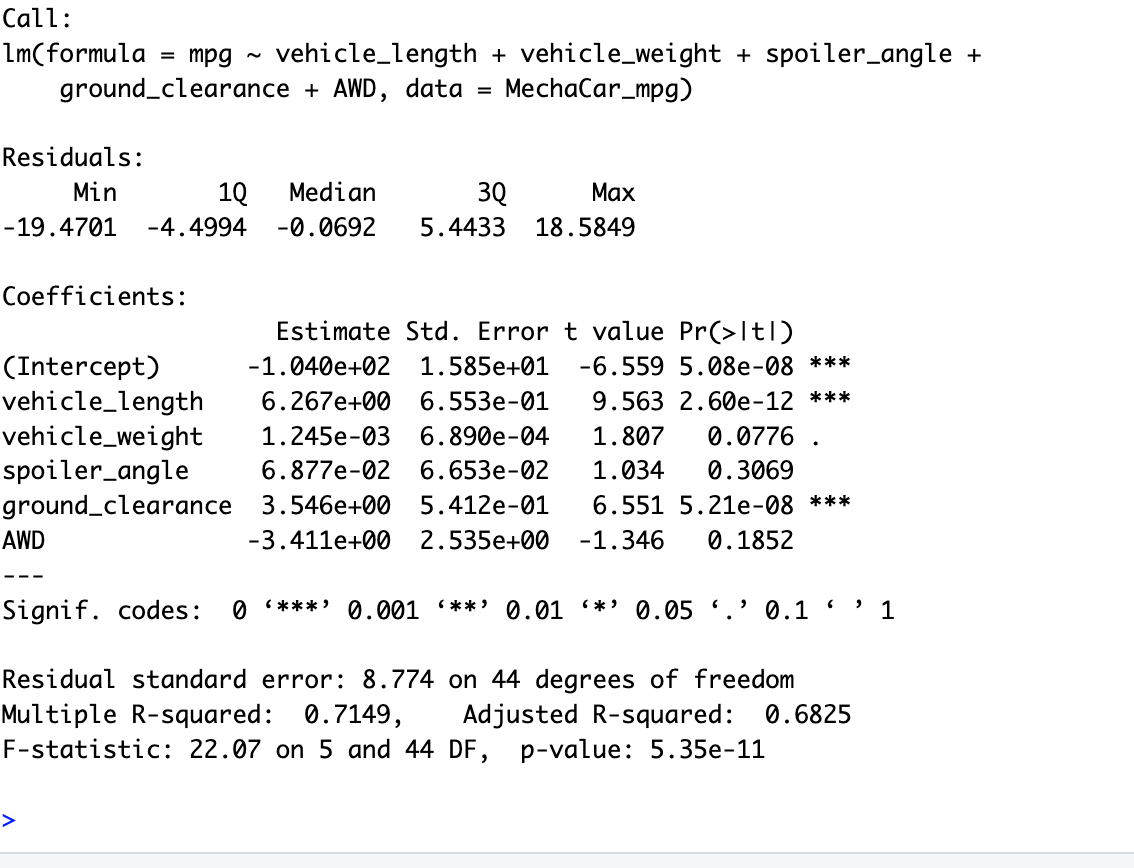 Call:
lm(formula = mpg ~ vehicle_length + vehicle_weight + spoiler_angle +
    ground_clearance + AWD, data = MechaCar_mpg)

Residuals:
     Min       1Q   Median       3Q      Max
-19.4701  -4.4994  -0.0692   5.4433  18.5849

Coefficients:
                   Estimate Std. Error t value Pr(>|t|)
(Intercept)      -1.040e+02  1.585e+01  -6.559 5.08e-08 ***
vehicle_length    6.267e+00  6.553e-01   9.563 2.60e-12 ***
vehicle_weight    1.245e-03  6.890e-04   1.807   0.0776 .
spoiler_angle     6.877e-02  6.653e-02   1.034   0.3069
ground_clearance  3.546e+00  5.412e-01   6.551 5.21e-08 ***
AWD              -3.411e+00  2.535e+00  -1.346   0.1852
---
Signif. codes:  0 ‘***’ 0.001 ‘**’ 0.01 ‘*’ 0.05 ‘.’ 0.1 ‘ ’ 1

Residual standard error: 8.774 on 44 degrees of freedom
Multiple R-squared:  0.7149,	Adjusted R-squared:  0.6825
F-statistic: 22.07 on 5 and 44 DF,  p-value: 5.35e-11

>